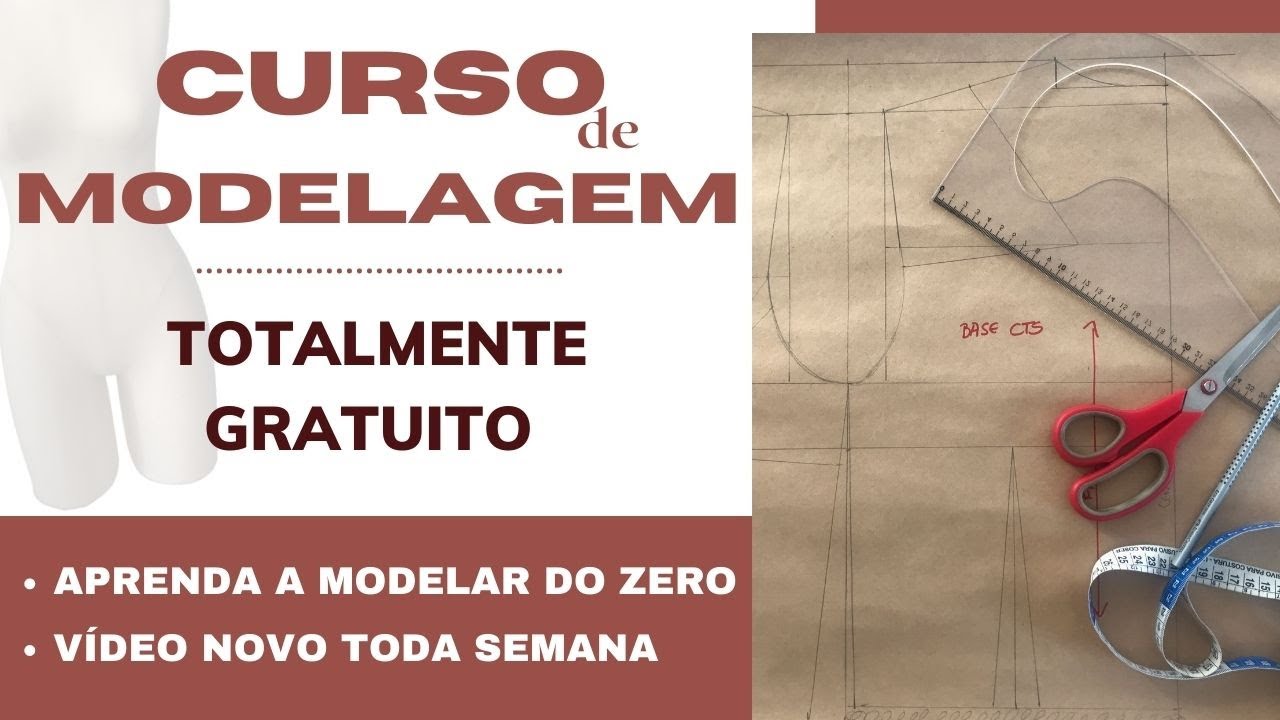 CURSO
de
MODELAGEM
TOTALMENTE
GRATUITO
• APRENDA A MODELAR DO ZERO
• VÍDEO NOVO TODA SEMANA
BASE CTS